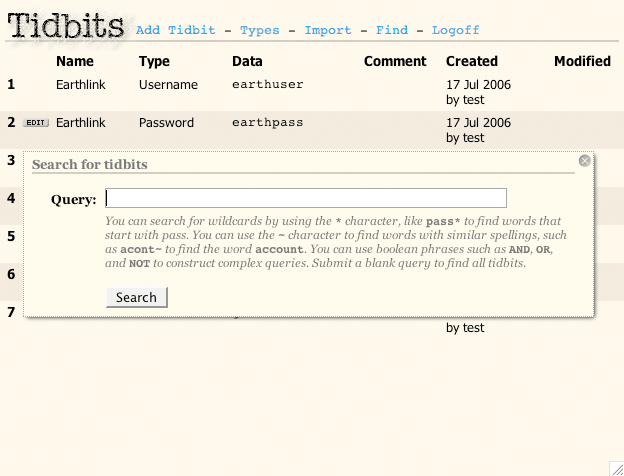 Tidbits Add Tidbit – Types – Import – Find – Logoff
Name Type Data Comment Created Modified
1 Earthlink Username earthuser 17 Jul 2006
by test
2 EDIT Earthlink Password earthpass 17 Jul 2006
by test
3
Search for tidbits
4
Query:
You can search for wildcards by using the * character, like pass* to find words that
start with pass. You can use the ~ character to find words with similar spellings, such
5
as acont~ to find the word account. You can use boolean phrases such as AND, OR,
and NOT to construct complex queries. Submit a blank query to find all tidbits.
6
Search
7
by test